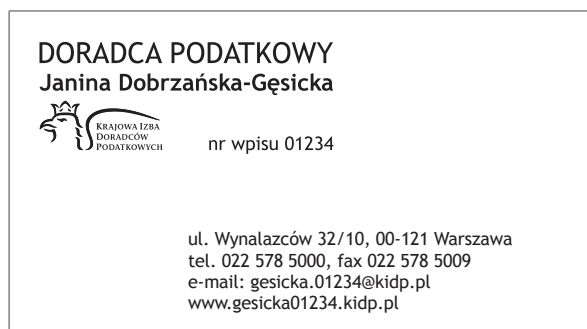 DORADCA PODATKOWY
Janina Dobrzańska-Gęsicka
KRAJOWA IZBA
DORADCÓW
PODATKOWYCH
nr wpisu 01234
ul. Wynalazców 32/10, 00-121 Warszawa
tel. 022 578 5000, fax 022 578 5009
e-mail: gesicka.01234@kidp.pl
www.gesicka01234.kidp.pl